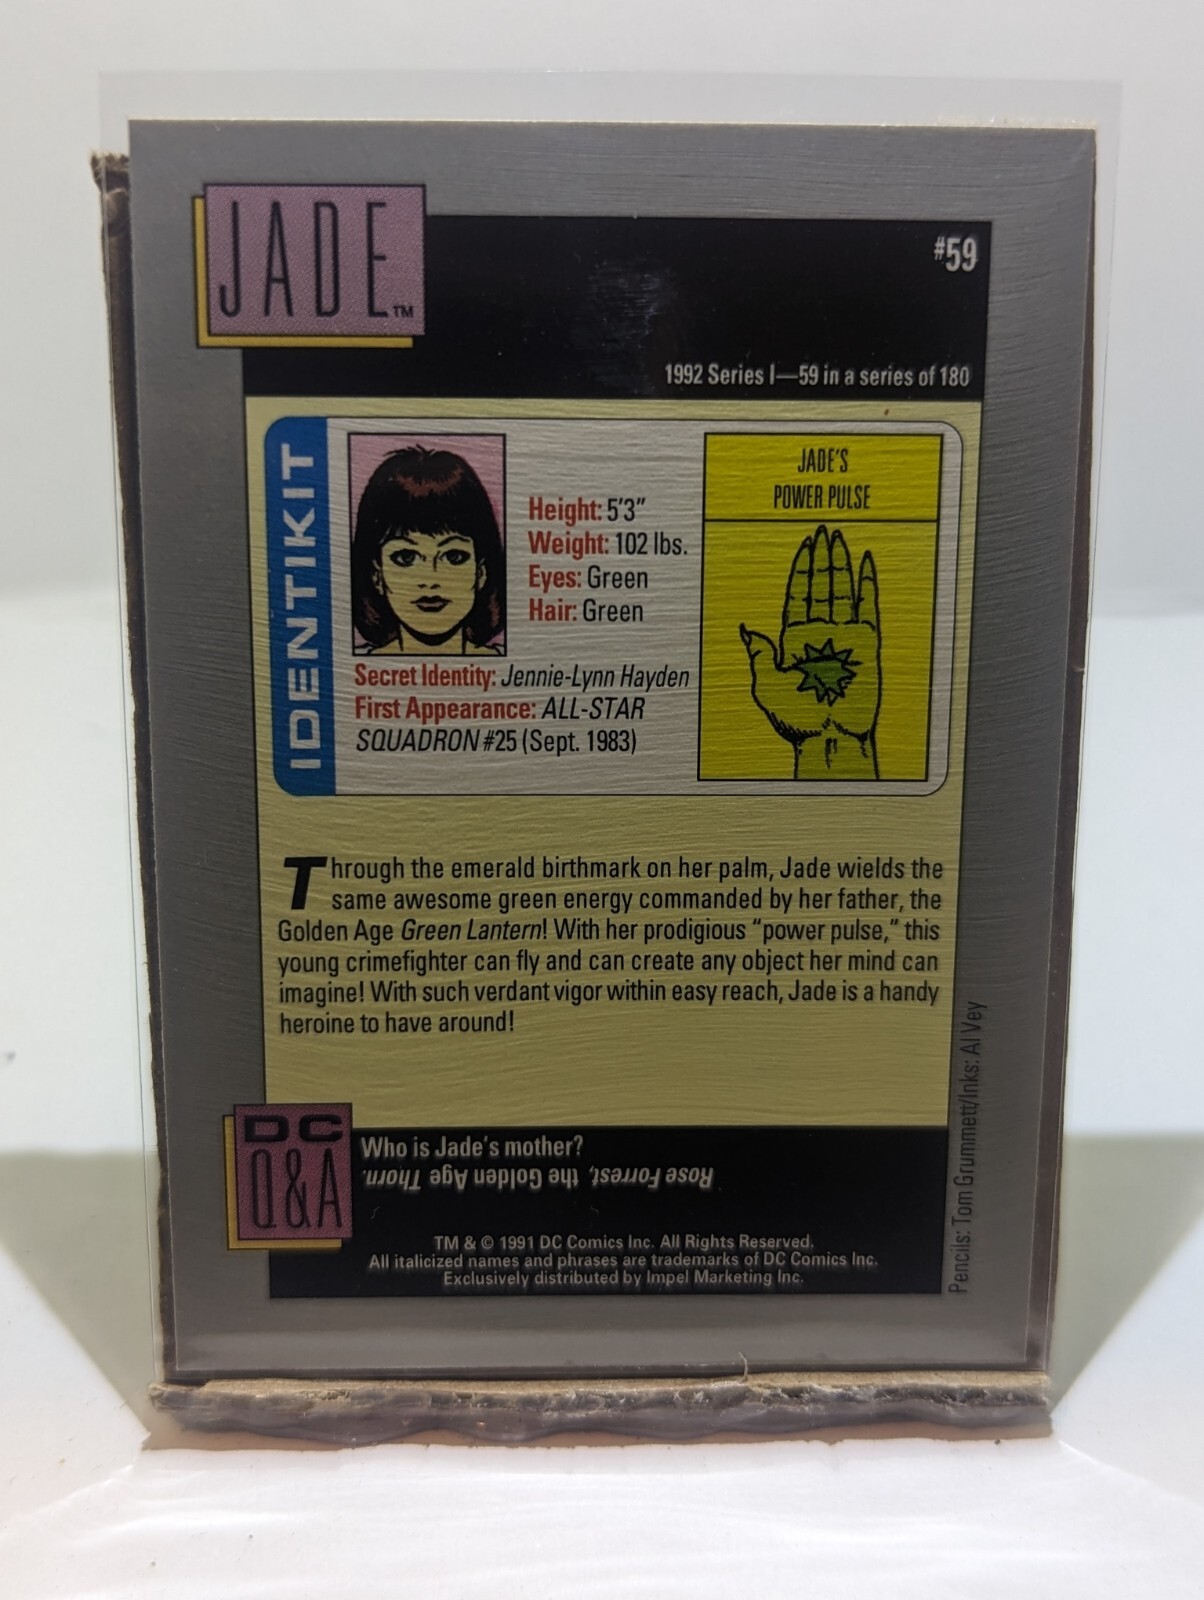 JADE™
#59
1992 Series I—59 in a series of 180
IDENTIKIT
Height: 5'3"
Weight: 102 lbs.
Eyes: Green
Hair: Green
Secret Identity: Jennie-Lynn Hayden
First Appearance: ALL-STAR
SQUADRON #25 (Sept. 1983)
JADE'S
POWER PULSE
Through the emerald birthmark on her palm, Jade wields the
same awesome green energy commanded by her father, the
Golden Age Green Lantern! With her prodigious "power pulse," this
young crimefighter can fly and can create any object her mind can
imagine! With such verdant vigor within easy reach, Jade is a handy
heroine to have around!
Pencils: Tom Grummett/Inks: Al Vey
DC
Q&A
Who is Jade's mother?
Rose Forrest, the Golden Age Thorn.
TM & © 1991 DC Comics Inc. All Rights Reserved.
All italicized names and phrases are trademarks of DC Comics Inc.
Exclusively distributed by Impel Marketing Inc.